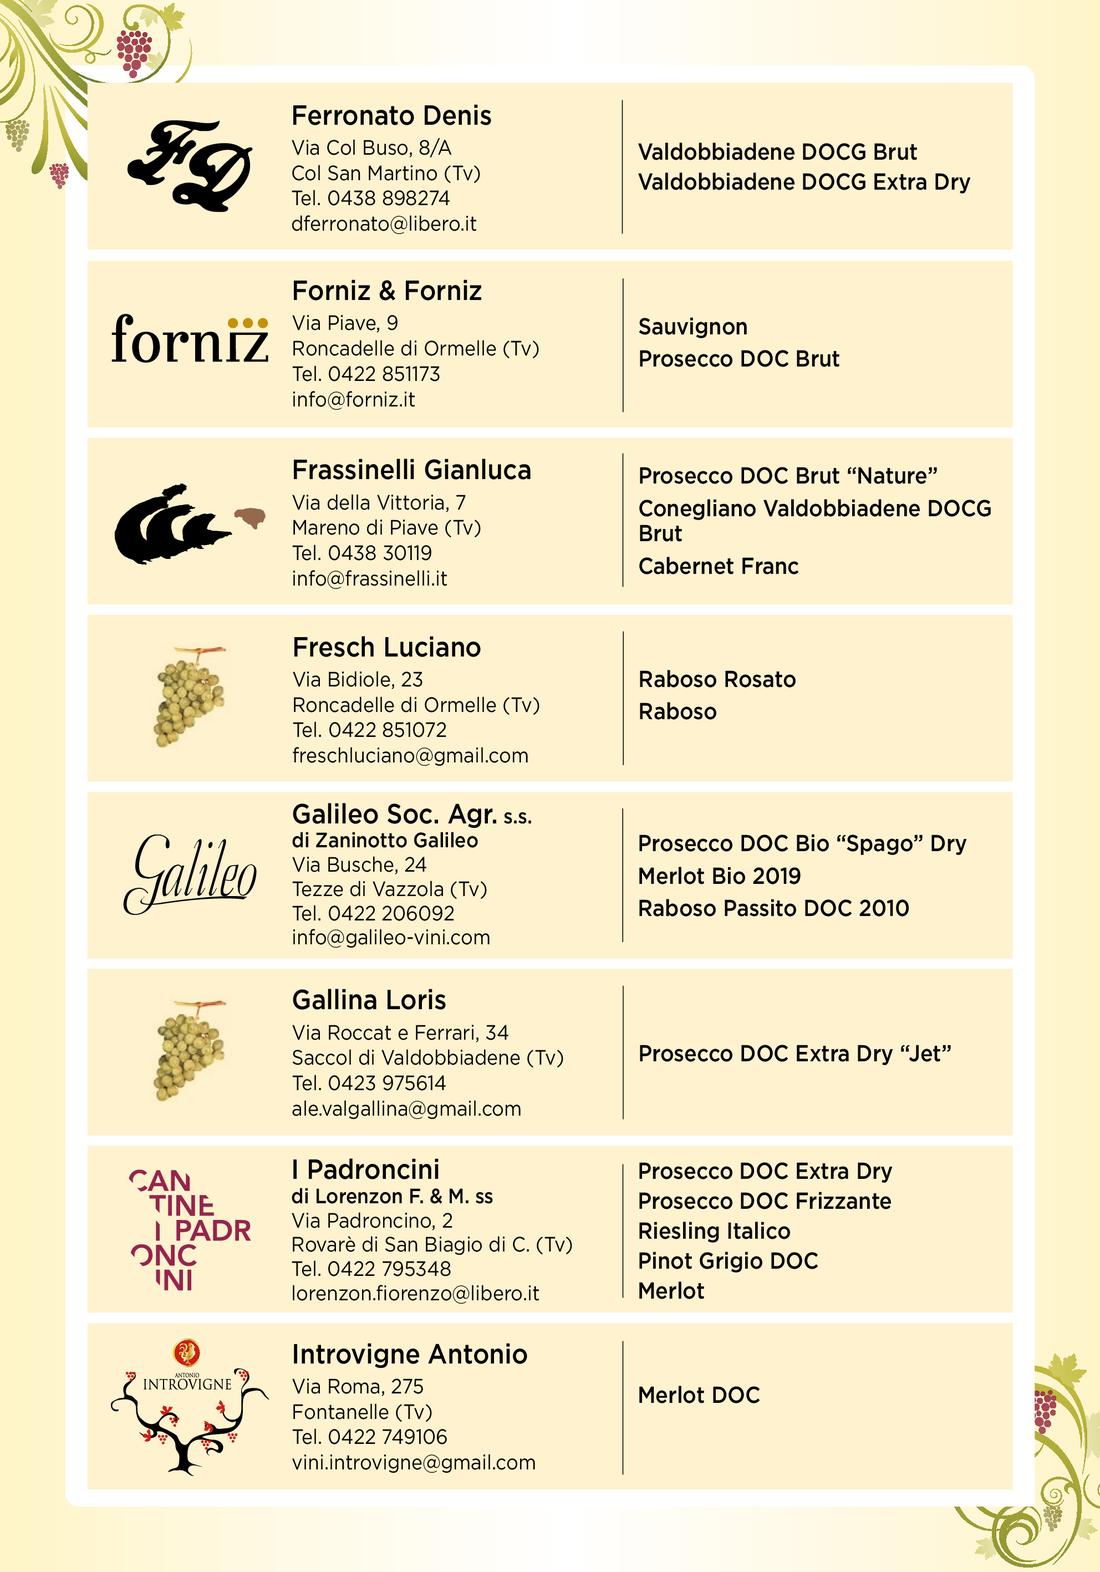 FD
Ferronato Denis
Via Col Buso, 8/A
Col San Martino (Tv)
Tel. 0438 898274
dferronato@libero.it
Valdobbiadene DOCG Brut
Valdobbiadene DOCG Extra Dry
forniz
Forniz & Forniz
Via Piave, 9
Roncadelle di Ormelle (Tv)
Tel. 0422 851173
info@forniz.it
Sauvignon
Prosecco DOC Brut
Frassinelli Gianluca
Via della Vittoria, 7
Mareno di Piave (Tv)
Tel. 0438 30119
info@frassinelli.it
Prosecco DOC Brut “Nature”
Conegliano Valdobbiadene DOCG
Brut
Cabernet Franc
Fresch Luciano
Via Bidiole, 23
Roncadelle di Ormelle (Tv)
Tel. 0422 851072
freschluciano@gmail.com
Raboso Rosato
Raboso
Galileo
Galileo Soc. Agr. s.s.
di Zaninotto Galileo
Via Busche, 24
Tezze di Vazzola (Tv)
Tel. 0422 206092
info@galileo-vini.com
Prosecco DOC Bio “Spago” Dry
Merlot Bio 2019
Raboso Passito DOC 2010
Gallina Loris
Via Roccat e Ferrari, 34
Saccol di Valdobbiadene (Tv)
Tel. 0423 975614
ale.valgallina@gmail.com
Prosecco DOC Extra Dry “Jet”
CAN
TINE
I PADR
ONC
INI
I Padroncini
di Lorenzon F. & M. ss
Via Padroncino, 2
Rovarè di San Biagio di C. (Tv)
Tel. 0422 795348
lorenzon.fiorenzo@libero.it
Prosecco DOC Extra Dry
Prosecco DOC Frizzante
Riesling Italico
Pinot Grigio DOC
Merlot
ANTONIO
INTROVIGNE
Introvigne Antonio
Via Roma, 275
Fontanelle (Tv)
Tel. 0422 749106
vini.introvigne@gmail.com
Merlot DOC